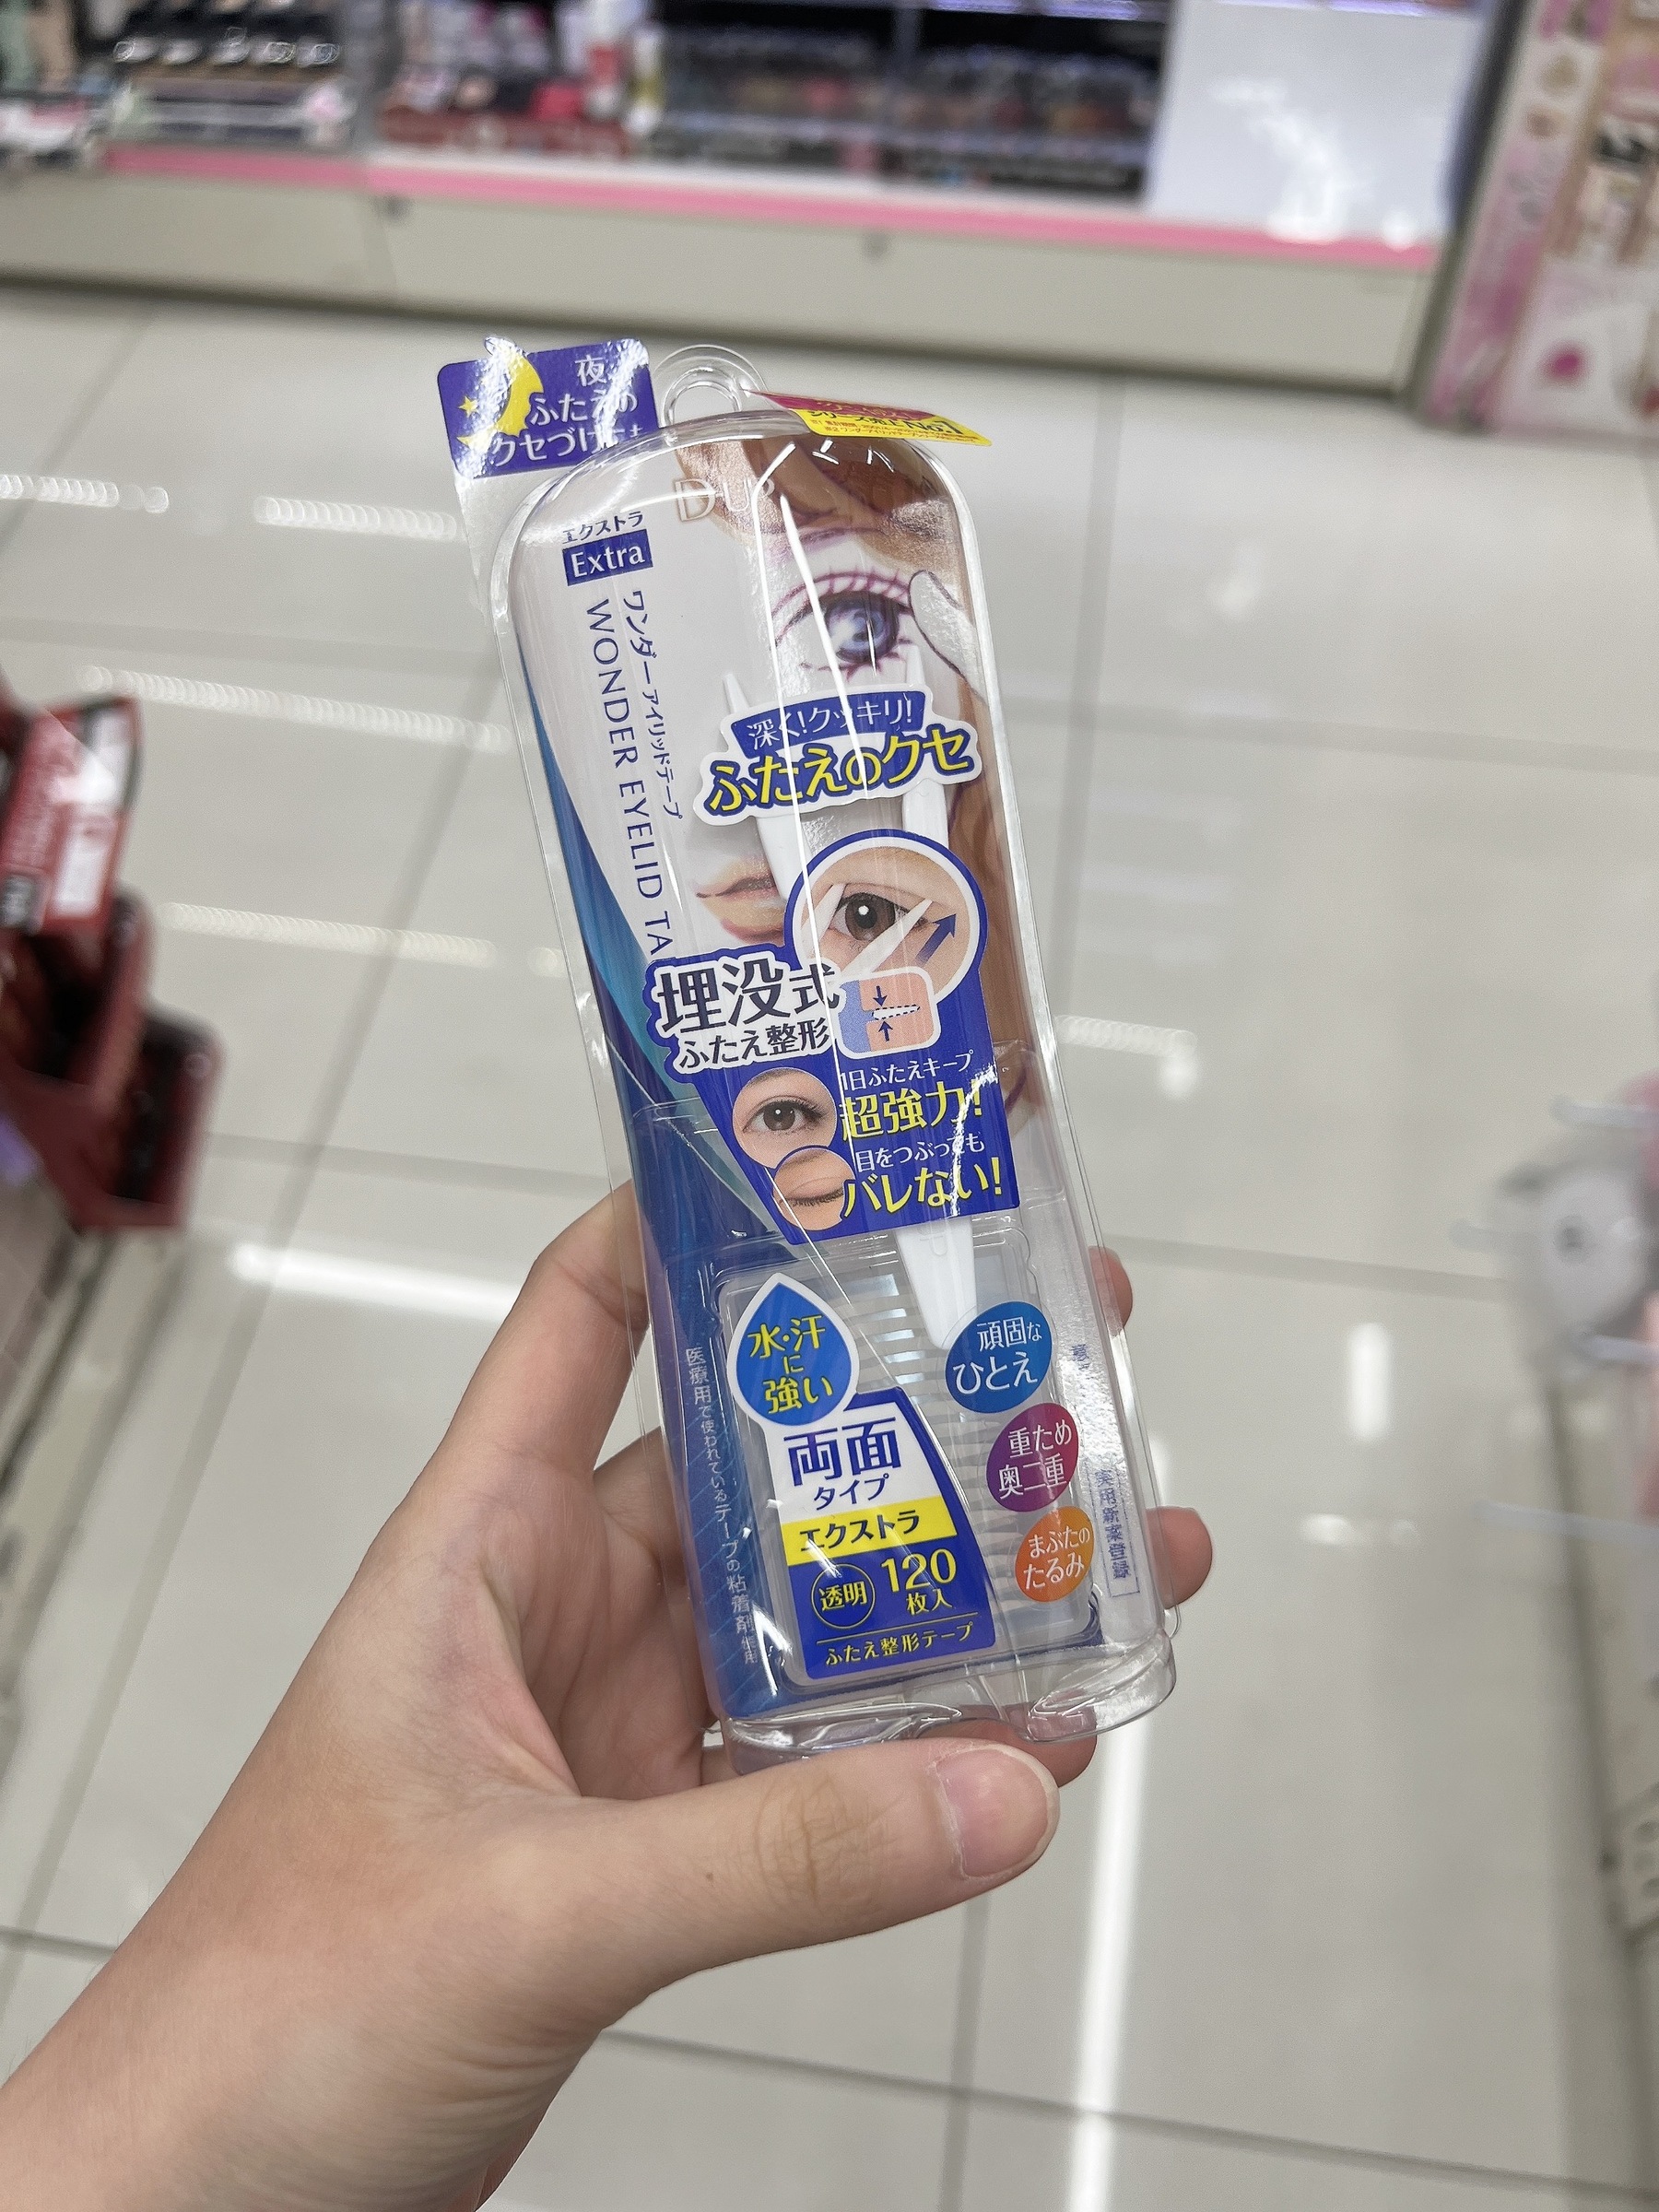 夜
ふたえの
クセづけにも
D-UP
エクストラ
Extra
ワンダーアイリッドテープ
WONDER EYELID TA
深く!クッキリ!
ふたえのクセ
埋没式
ふたえ整形
1日ふたえキープ
超強力!
目をつぶっても
バレない!
水・汗
に
強い
頑固な
ひとえ
重ため
奥二重
まぶたの
たるみ
両面
タイプ
エクストラ
透明
120
枚入
ふたえ整形テープ
医療用で使われているテープの粘着剤使用